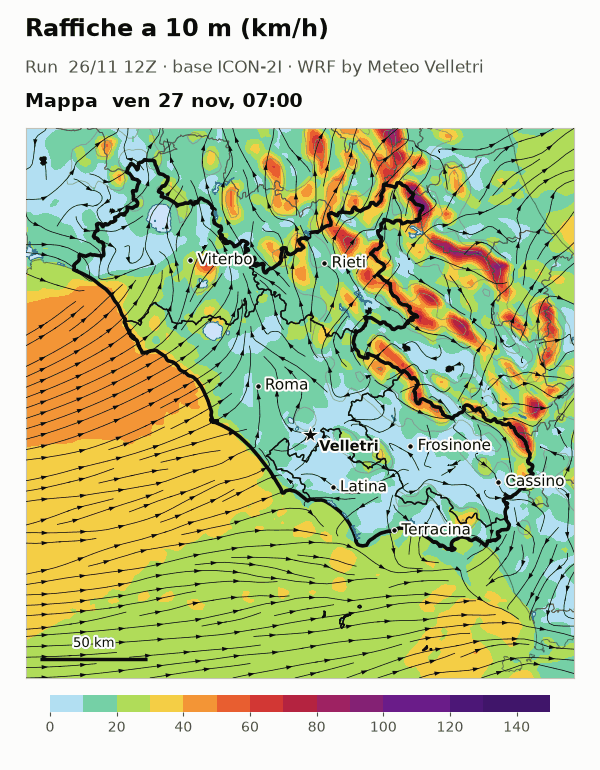 Raffiche a 10 m (km/h)
Run  26/11 12Z · base ICON-2I · WRF by Meteo Velletri
Mappa  ven 27 nov, 07:00
Viterbo
Rieti
Roma
Velletri
Frosinone
Latina
Cassino
Terracina
50 km
0 20 40 60 80 100 120 140